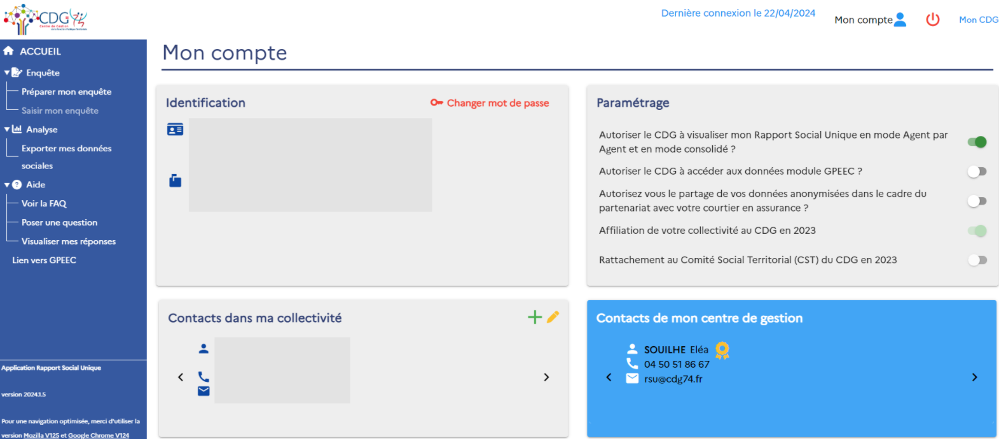 CDG 74
Centre de Gestion
Dernière connexion le 22/04/2024
Mon compte
Mon CDG
ACCUEIL
Enquête
Préparer mon enquête
Saisir mon enquête
Analyse
Exporter mes données
sociales
Aide
Voir la FAQ
Poser une question
Visualiser mes réponses
Lien vers GPEEC
Application Rapport Social Unique
version 2024.1.5
Pour une navigation optimisée, merci d'utiliser la
version Mozilla V125 et Google Chrome V124
Mon compte
Identification
Changer mot de passe
Paramétrage
Autoriser le CDG à visualiser mon Rapport Social Unique en mode Agent par
Agent et en mode consolidé ?
Autoriser le CDG à accéder aux données module GPEEC ?
Autorisez vous le partage de vos données anonymisées dans le cadre du
partenariat avec votre courtier en assurance ?
Affiliation de votre collectivité au CDG en 2023
Rattachement au Comité Social Territorial (CST) du CDG en 2023
Contacts dans ma collectivité
Contacts de mon centre de gestion
SOUILHE Eléa
04 50 51 86 67
rsu@cdg74.fr